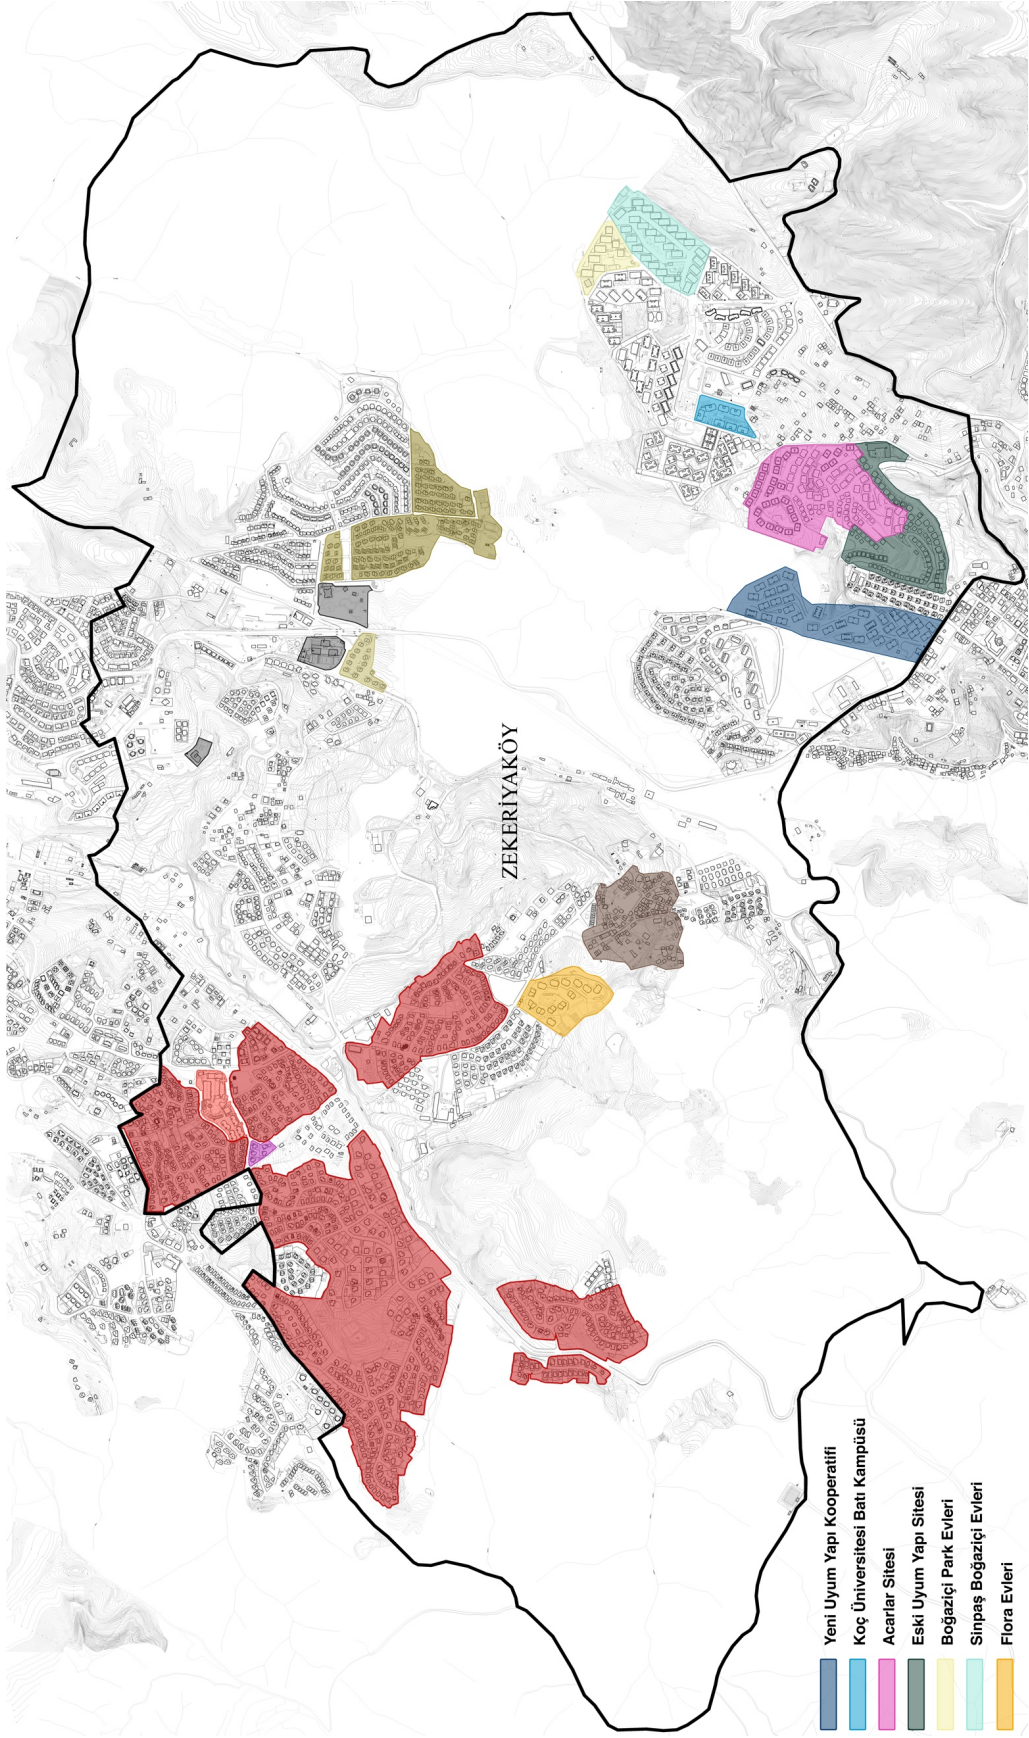 ZEKERİYAKÖY
Yeni Uyum Yapı Kooperatifi
Koç Üniversitesi Batı Kampüsü
Acarlar Sitesi
Eski Uyum Yapı Sitesi
Boğaziçi Park Evleri
Sinpaş Boğaziçi Evleri
Flora Evleri